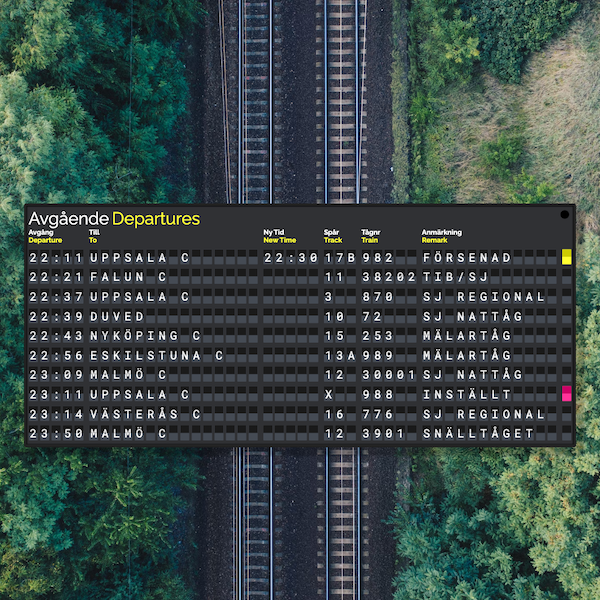 Avgående Departures
Avgång Till Ny Tid Spår Tågnr Anmärkning
Departure To New Time Track Train Remark
22:11 UPPSALA C 22:30 17B 982 FÖRSENAD
22:21 FALUN C 11 38202 TIB/SJ
22:37 UPPSALA C 3 870 SJ REGIONAL
22:39 DUVED 10 72 SJ NATTÅG
22:43 NYKÖPING C 15 253 MÄLARTÅG
22:56 ESKILSTUNA C 13A 989 MÄLARTÅG
23:09 MALMÖ C 12 30001 SJ NATTÅG
23:11 UPPSALA C X 988 INSTÄLLT
23:14 VÄSTERÅS C 16 776 SJ REGIONAL
23:50 MALMÖ C 12 3901 SNÄLLTÅGET